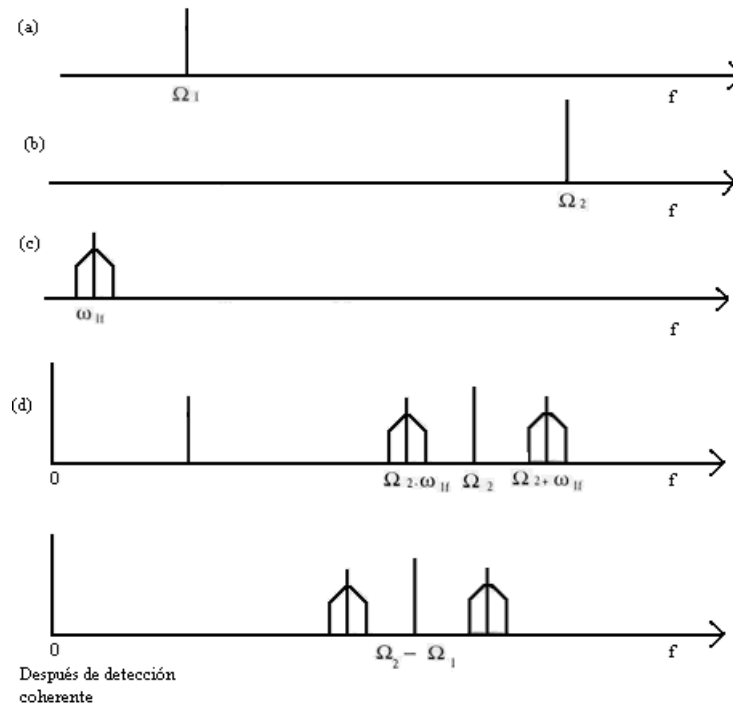 (a)
Ω 1
f
(b)
Ω 2
f
(c)
ω If
f
(d)
0
Ω 2 - ω If
Ω 2
Ω 2 + ω If
f
0
Ω 2 − Ω 1
f
Después de detección
coherente